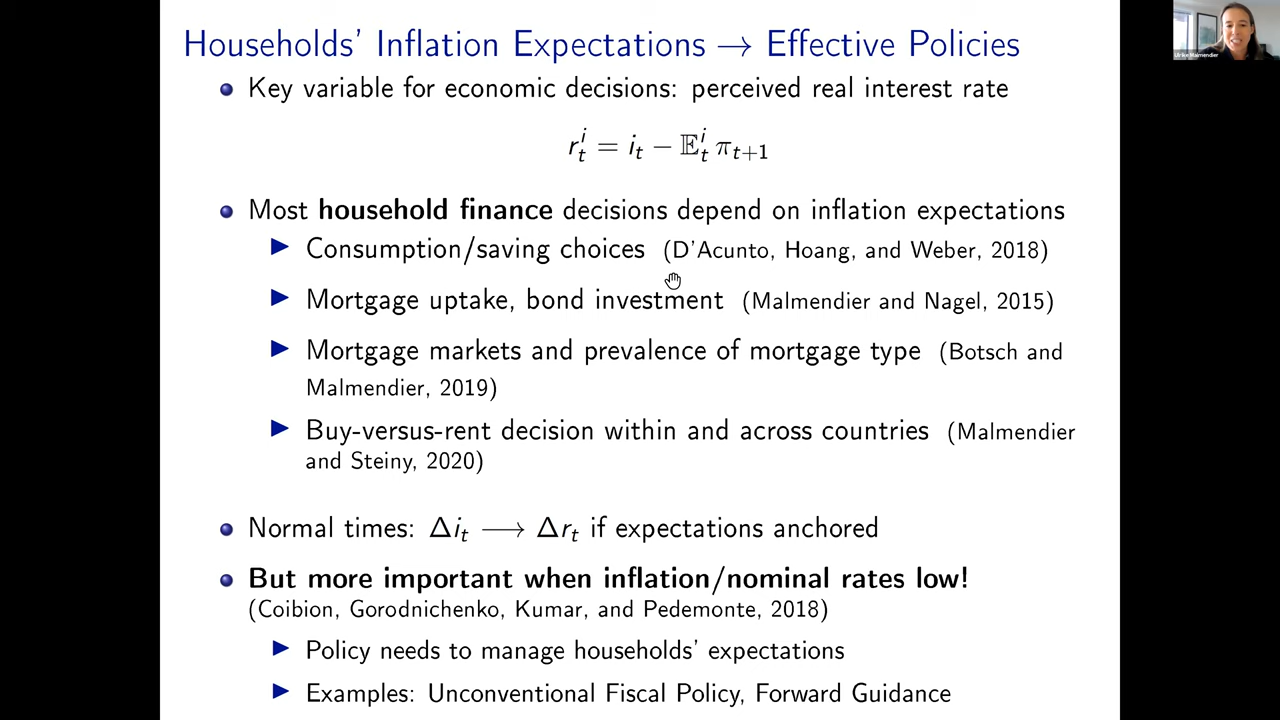 Households' Inflation Expectations → Effective Policies
Key variable for economic decisions: perceived real interest rate
r_t^i = i_t − 𝔼_t^i π_{t+1}
Most household finance decisions depend on inflation expectations
Consumption/saving choices (D'Acunto, Hoang, and Weber, 2018)
Mortgage uptake, bond investment (Malmendier and Nagel, 2015)
Mortgage markets and prevalence of mortgage type (Botsch and
Malmendier, 2019)
Buy-versus-rent decision within and across countries (Malmendier
and Steiny, 2020)
Normal times: Δi_t ⟶ Δr_t if expectations anchored
But more important when inflation/nominal rates low!
(Coibion, Gorodnichenko, Kumar, and Pedemonte, 2018)
Policy needs to manage households' expectations
Examples: Unconventional Fiscal Policy, Forward Guidance
Ulrike Malmendier